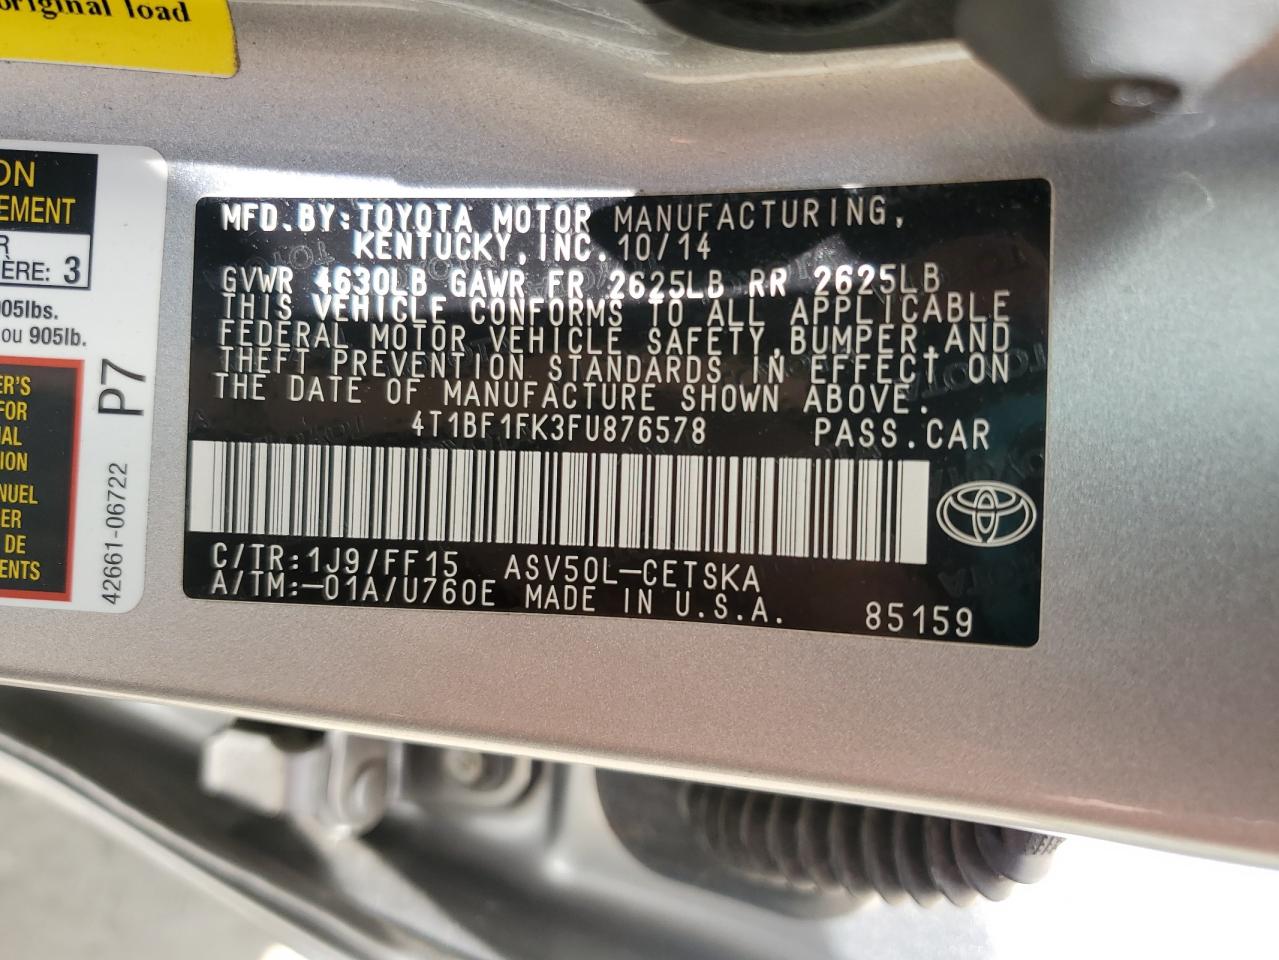 original load
ON
EMENT
R
ERE: 3
905lbs.
ou 905lb.
ER'S
FOR
AL
ION
NUEL
ER
DE
ENTS
P7
42661-06722
MFD.BY:TOYOTA MOTOR MANUFACTURING,
KENTUCKY,INC. 10/14
GVWR 4630LB GAWR FR 2625LB RR 2625LB
THIS VEHICLE CONFORMS TO ALL APPLICABLE
FEDERAL MOTOR VEHICLE SAFETY,BUMPER,AND
THEFT PREVENTION STANDARDS IN EFFECT ON
THE DATE OF MANUFACTURE SHOWN ABOVE.
4T1BF1FK3FU876578 PASS.CAR
C/TR:1J9/FF15 ASV50L-CETSKA
A/TM:-01A/U760E MADE IN U.S.A. 85159